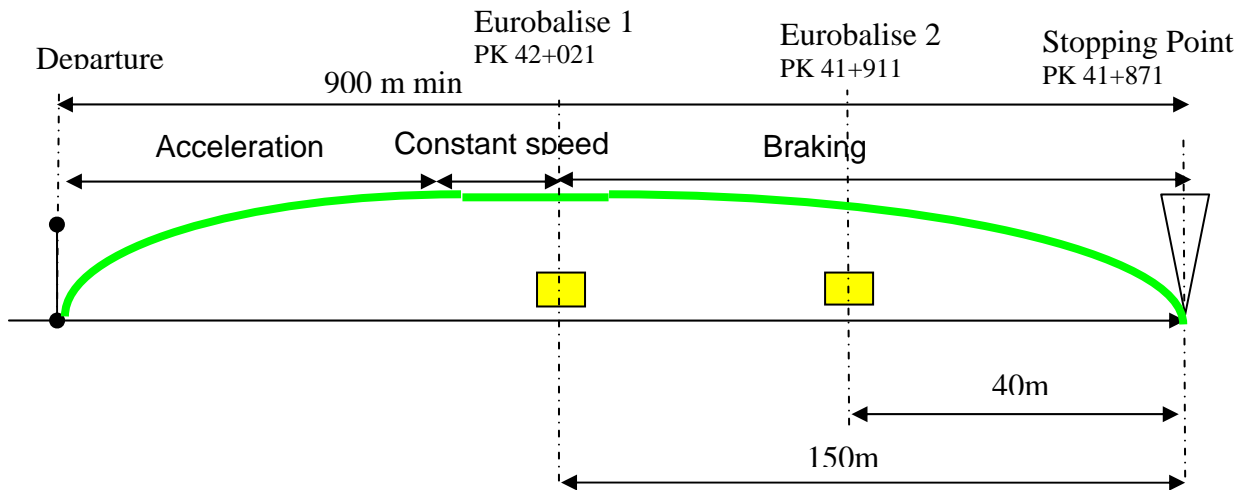 Departure
Eurobalise 1
PK 42+021
Eurobalise 2
PK 41+911
Stopping Point
PK 41+871
900 m min
Acceleration
Constant speed
Braking
40m
150m